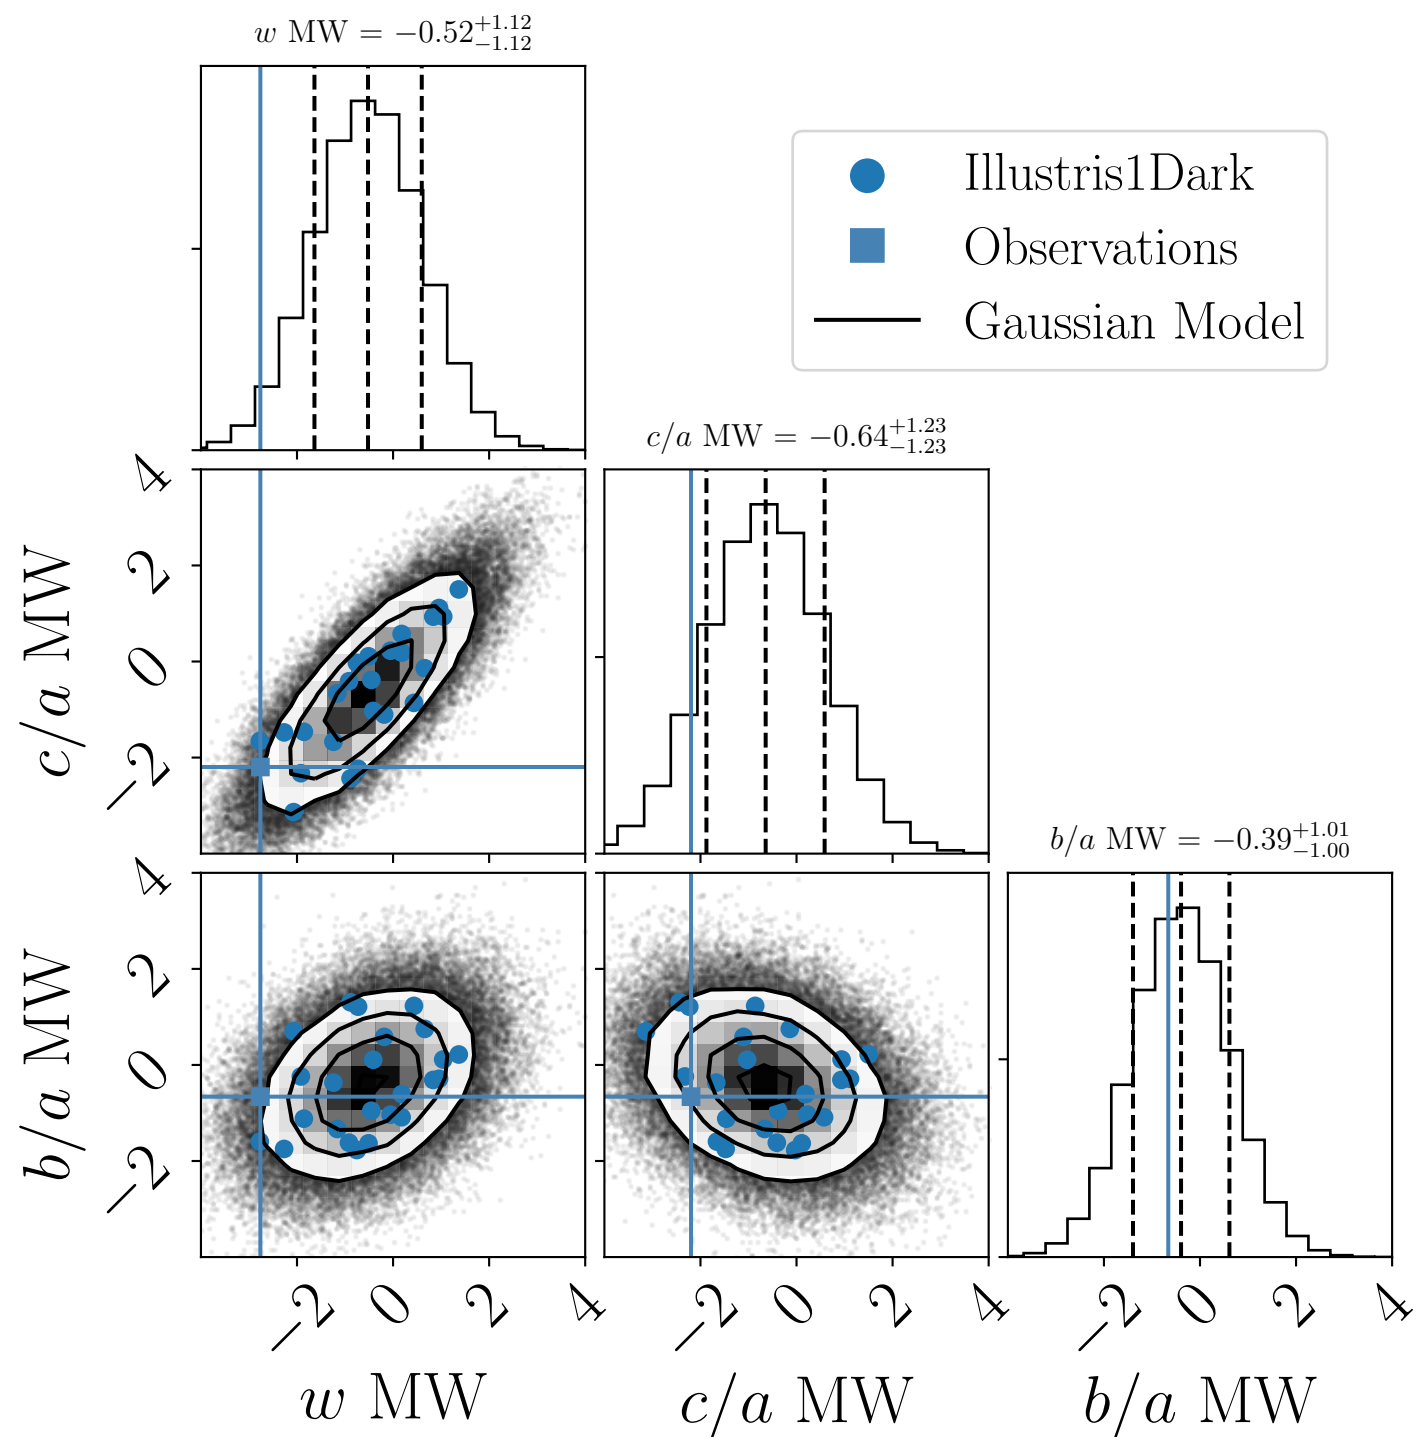 w MW = −0.52 +1.12 −1.12
Illustris1Dark
Observations
Gaussian Model
c/a MW = −0.64 +1.23 −1.23
4
2
0
−2
c/a MW
b/a MW = −0.39 +1.01 −1.00
4
2
0
−2
b/a MW
−2 0 2 4
−2 0 2 4
−2 0 2 4
w MW
c/a MW
b/a MW